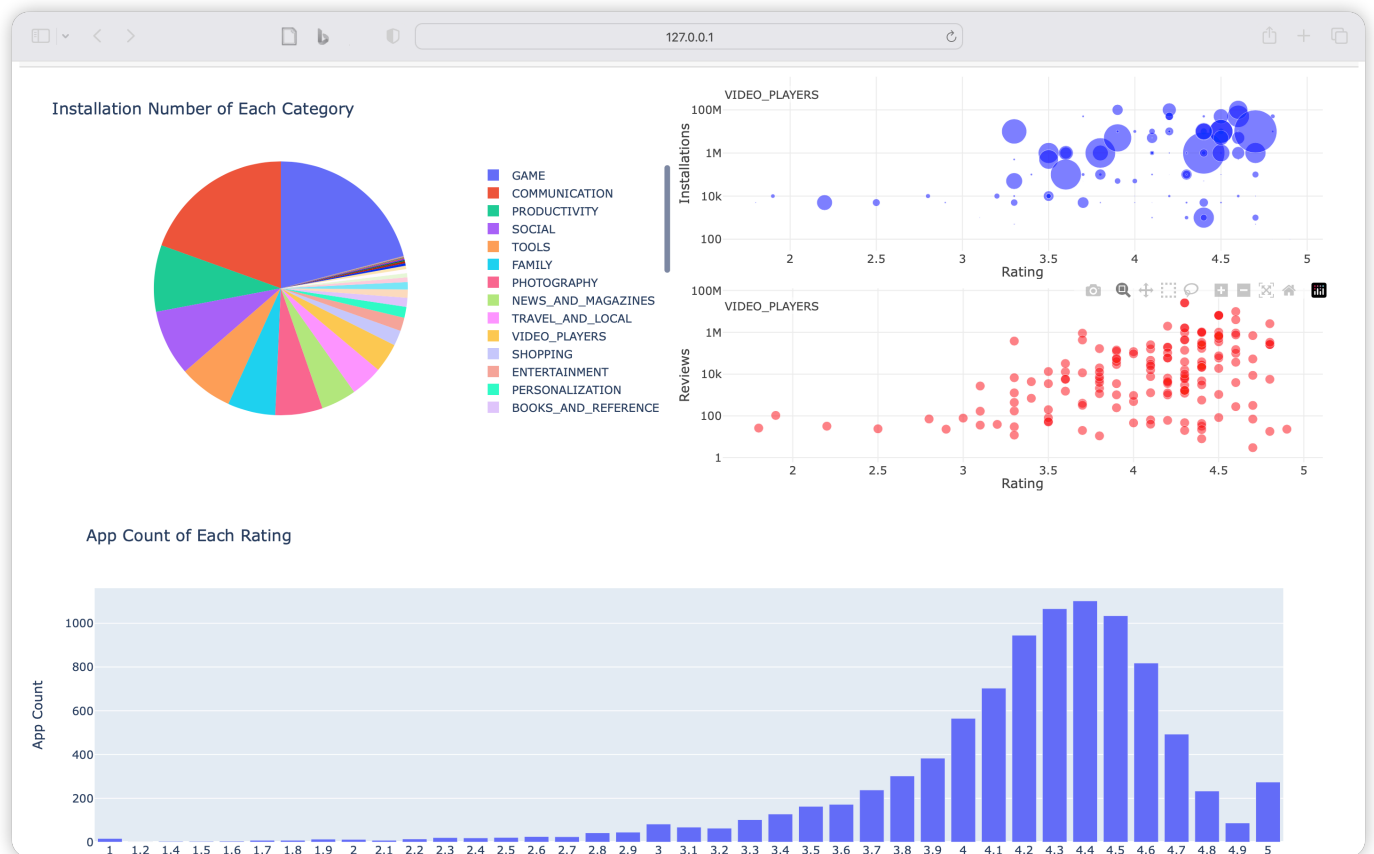 127.0.0.1
Installation Number of Each Category
GAME
COMMUNICATION
PRODUCTIVITY
SOCIAL
TOOLS
FAMILY
PHOTOGRAPHY
NEWS_AND_MAGAZINES
TRAVEL_AND_LOCAL
VIDEO_PLAYERS
SHOPPING
ENTERTAINMENT
PERSONALIZATION
BOOKS_AND_REFERENCE
VIDEO_PLAYERS
Installations
100M
1M
10k
100
2 2.5 3 3.5 4 4.5 5
Rating
VIDEO_PLAYERS
Reviews
100M
1M
10k
100
1
2 2.5 3 3.5 4 4.5 5
Rating
App Count of Each Rating
App Count
1000
800
600
400
200
0
1 1.2 1.4 1.5 1.6 1.7 1.8 1.9 2 2.1 2.2 2.3 2.4 2.5 2.6 2.7 2.8 2.9 3 3.1 3.2 3.3 3.4 3.5 3.6 3.7 3.8 3.9 4 4.1 4.2 4.3 4.4 4.5 4.6 4.7 4.8 4.9 5